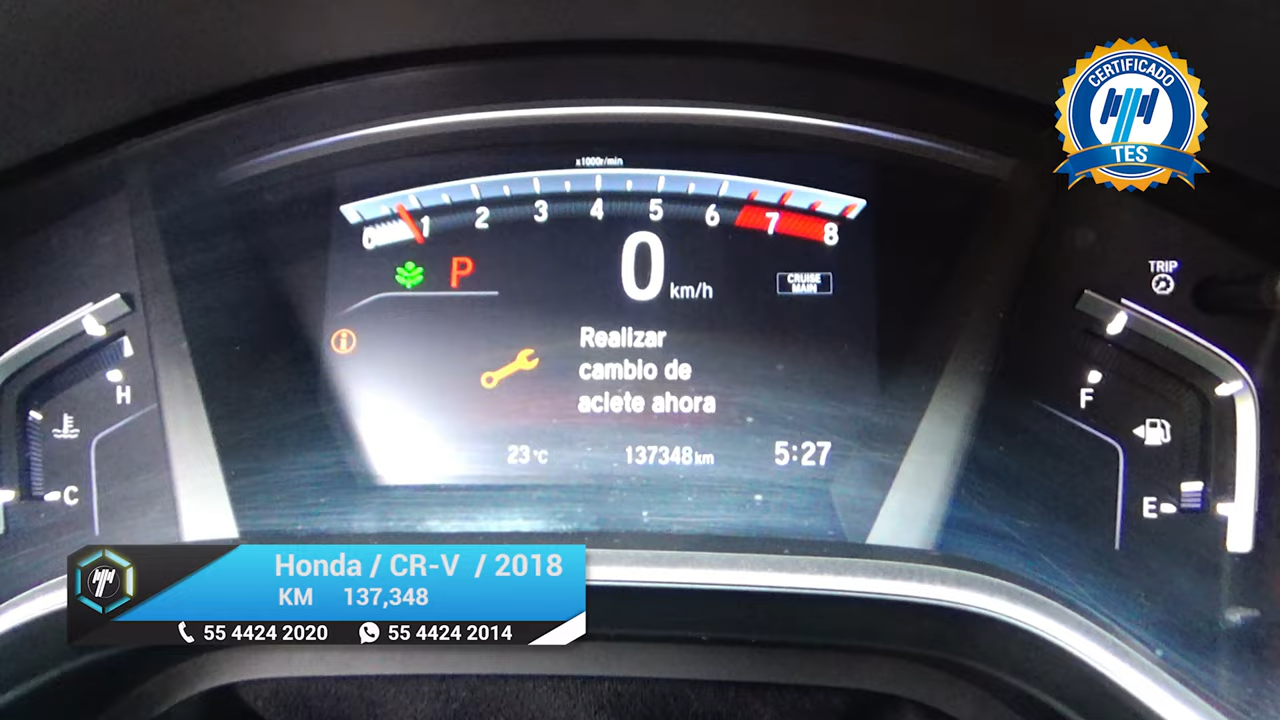 CERTIFICADO
TES
x1000r/min
0 1 2 3 4 5 6 7 8
P
0 km/h
CRUISE
MAIN
TRIP
Realizar
cambio de
aciete ahora
H
C
F
E
23 °C
137348 km
5:27
Honda / CR-V / 2018
KM 137,348
55 4424 2020
55 4424 2014